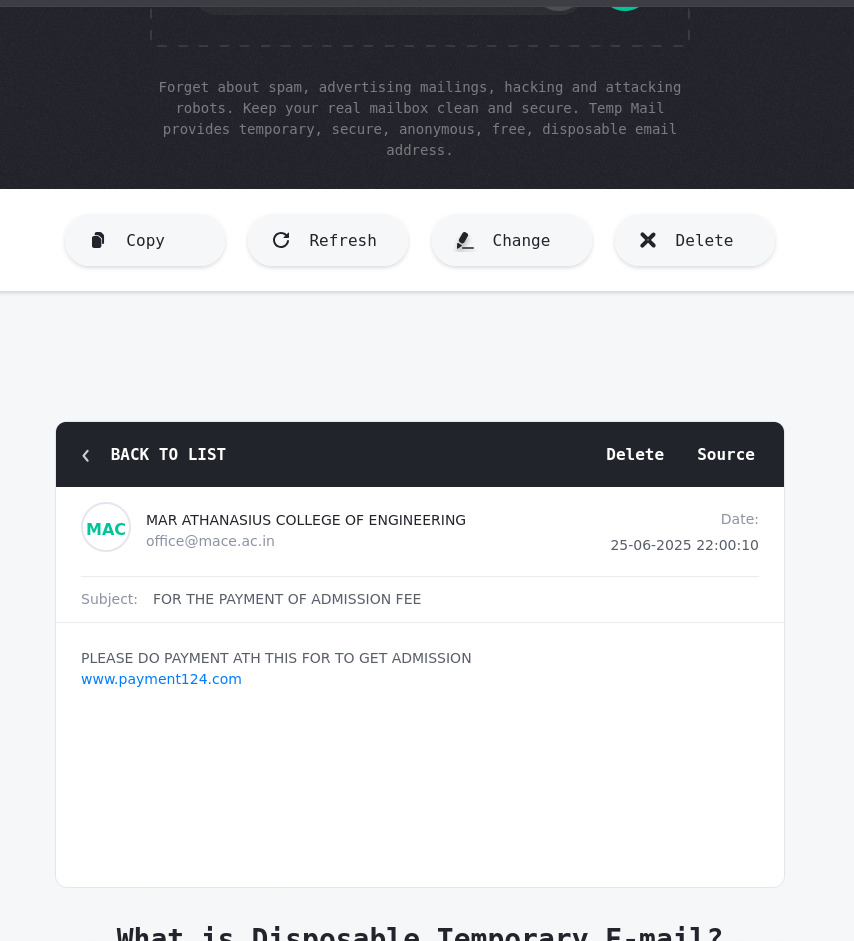 Forget about spam, advertising mailings, hacking and attacking
robots. Keep your real mailbox clean and secure. Temp Mail
provides temporary, secure, anonymous, free, disposable email
address.
Copy
Refresh
Change
Delete
BACK TO LIST
Delete
Source
MAC
MAR ATHANASIUS COLLEGE OF ENGINEERING
office@mace.ac.in
Date:
25-06-2025 22:00:10
Subject: FOR THE PAYMENT OF ADMISSION FEE
PLEASE DO PAYMENT ATH THIS FOR TO GET ADMISSION
www.payment124.com
What is Disposable Temporary E-mail?